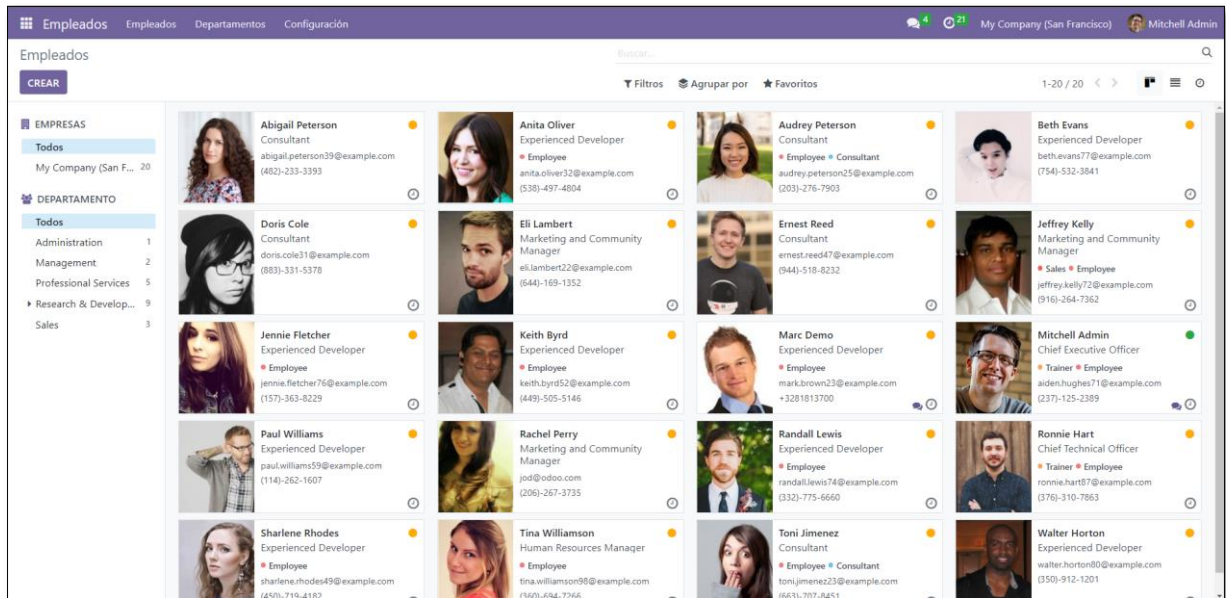 Empleados Empleados Departamentos Configuración 4 21 My Company (San Francisco) Mitchell Admin
Empleados Buscar...
CREAR Filtros Agrupar por Favoritos 1-20 / 20
EMPRESAS
Todos
My Company (San F... 20
DEPARTAMENTO
Todos
Administration 1
Management 2
Professional Services 5
Research & Develop... 9
Sales 3
Abigail Peterson
Consultant
abigail.peterson39@example.com
(482)-233-3393
Anita Oliver
Experienced Developer
Employee
anita.oliver32@example.com
(538)-497-4804
Audrey Peterson
Consultant
Employee Consultant
audrey.peterson25@example.com
(203)-276-7903
Beth Evans
Experienced Developer
beth.evans77@example.com
(754)-532-3841
Doris Cole
Consultant
doris.cole31@example.com
(883)-331-5378
Eli Lambert
Marketing and Community
Manager
eli.lambert22@example.com
(644)-169-1352
Ernest Reed
Consultant
ernest.reed47@example.com
(944)-518-8232
Jeffrey Kelly
Marketing and Community
Manager
Sales Employee
jeffrey.kelly72@example.com
(916)-264-7362
Jennie Fletcher
Experienced Developer
Employee
jennie.fletcher76@example.com
(157)-363-8229
Keith Byrd
Experienced Developer
Employee
keith.byrd52@example.com
(449)-505-5146
Marc Demo
Experienced Developer
Employee
mark.brown23@example.com
+3281813700
Mitchell Admin
Chief Executive Officer
Trainer Employee
aiden.hughes71@example.com
(237)-125-2389
Paul Williams
Experienced Developer
paul.williams59@example.com
(114)-262-1607
Rachel Perry
Marketing and Community
Manager
jod@odoo.com
(206)-267-3735
Randall Lewis
Experienced Developer
Employee
randall.lewis74@example.com
(332)-775-6660
Ronnie Hart
Chief Technical Officer
Trainer Employee
ronnie.hart87@example.com
(376)-310-7863
Sharlene Rhodes
Experienced Developer
Employee
sharlene.rhodes49@example.com
(450)-719-4182
Tina Williamson
Human Resources Manager
Employee
tina.williamson98@example.com
(360)-694-7266
Toni Jimenez
Consultant
Employee Consultant
toni.jimenez23@example.com
(663)-707-8451
Walter Horton
Experienced Developer
walter.horton80@example.com
(350)-912-1201